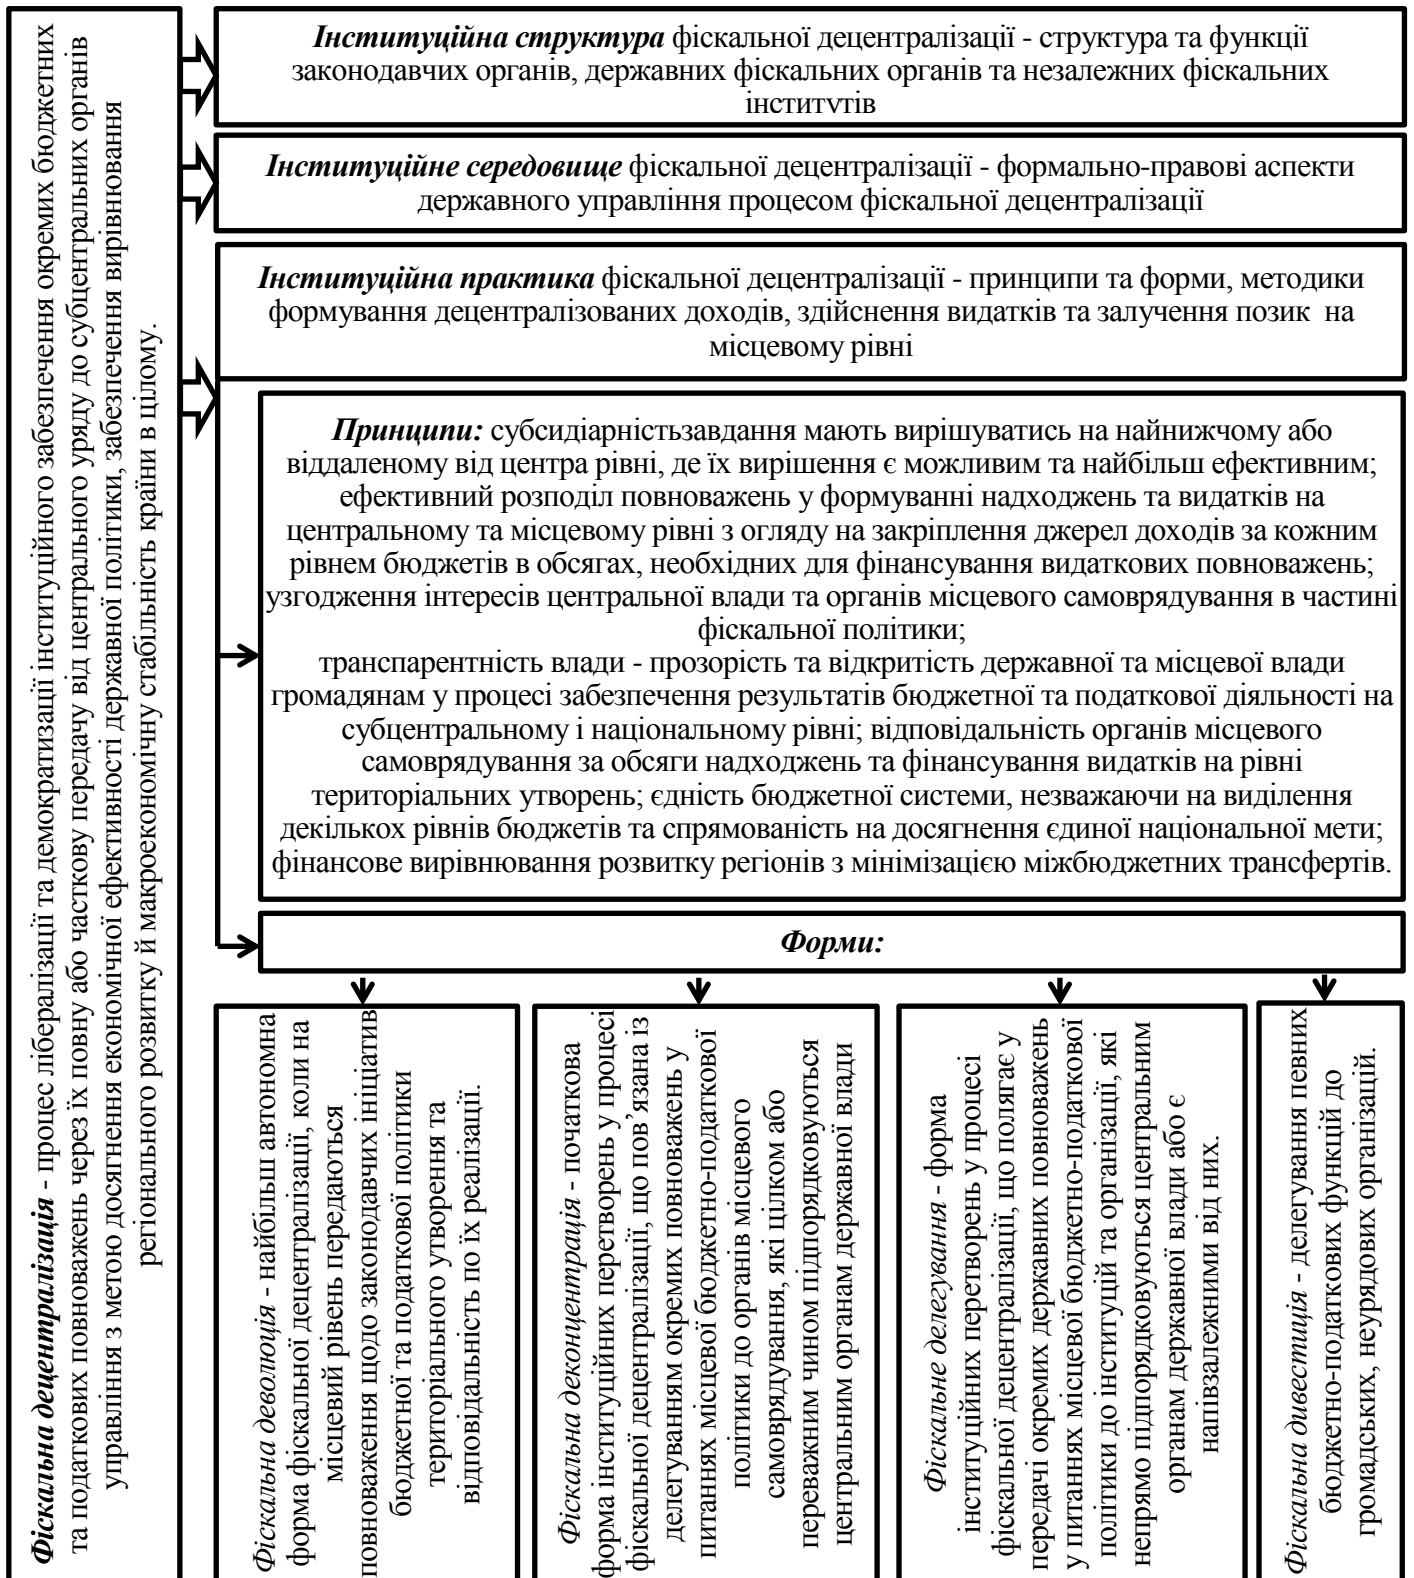 Фіскальна децентралізація - процес лібералізації та демократизації інституційного забезпечення окремих бюджетних
та податкових повноважень через їх повну або часткову передачу від центрального уряду до субцентральних органів
управління з метою досягнення економічної ефективності державної політики, забезпечення вирівнювання
регіонального розвитку й макроекономічну стабільність країни в цілому.
Інституційна структура фіскальної децентралізації - структура та функції
законодавчих органів, державних фіскальних органів та незалежних фіскальних
інститутів
Інституційне середовище фіскальної децентралізації - формально-правові аспекти
державного управління процесом фіскальної децентралізації
Інституційна практика фіскальної децентралізації - принципи та форми, методики
формування децентралізованих доходів, здійснення видатків та залучення позик на
місцевому рівні
Принципи: субсидіарністьзавдання мають вирішуватись на найнижчому або
віддаленому від центра рівні, де їх вирішення є можливим та найбільш ефективним;
ефективний розподіл повноважень у формуванні надходжень та видатків на
центральному та місцевому рівні з огляду на закріплення джерел доходів за кожним
рівнем бюджетів в обсягах, необхідних для фінансування видаткових повноважень;
узгодження інтересів центральної влади та органів місцевого самоврядування в частині
фіскальної політики;
транспарентність влади - прозорість та відкритість державної та місцевої влади
громадянам у процесі забезпечення результатів бюджетної та податкової діяльності на
субцентральному і національному рівні; відповідальність органів місцевого
самоврядування за обсяги надходжень та фінансування видатків на рівні
територіальних утворень; єдність бюджетної системи, незважаючи на виділення
декількох рівнів бюджетів та спрямованість на досягнення єдиної національної мети;
фінансове вирівнювання розвитку регіонів з мінімізацією міжбюджетних трансфертів.
Форми:
Фіскальна деволюція - найбільш автономна
форма фіскальної децентралізації, коли на
місцевий рівень передаються
повноваження щодо законодавчих ініціатив
бюджетної та податкової політики
територіального утворення та
відповідальність по їх реалізації.
Фіскальна деконцентрація - початкова
форма інституційних перетворень у процесі
фіскальної децентралізації, що пов’язана із
делегуванням окремих повноважень у
питаннях місцевої бюджетно-податкової
політики до органів місцевого
самоврядування, які цілком або
переважним чином підпорядковуються
центральним органам державної влади
Фіскальне делегування - форма
інституційних перетворень у процесі
фіскальної децентралізації, що полягає у
передачі окремих державних повноважень
у питаннях місцевої бюджетно-податкової
політики до інституцій та організації, які
непрямо підпорядковуються центральним
органам державної влади або є
напівзалежними від них.
Фіскальна дивестиція - делегування певних
бюджетно-податкових функцій до
громадських, неурядових організацій.